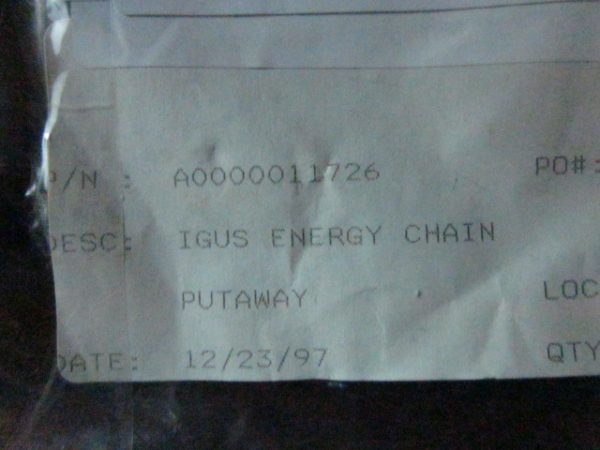 P/N : A0000011726 PO#:
DESC: IGUS ENERGY CHAIN
PUTAWAY LOC
DATE: 12/23/97 QTY